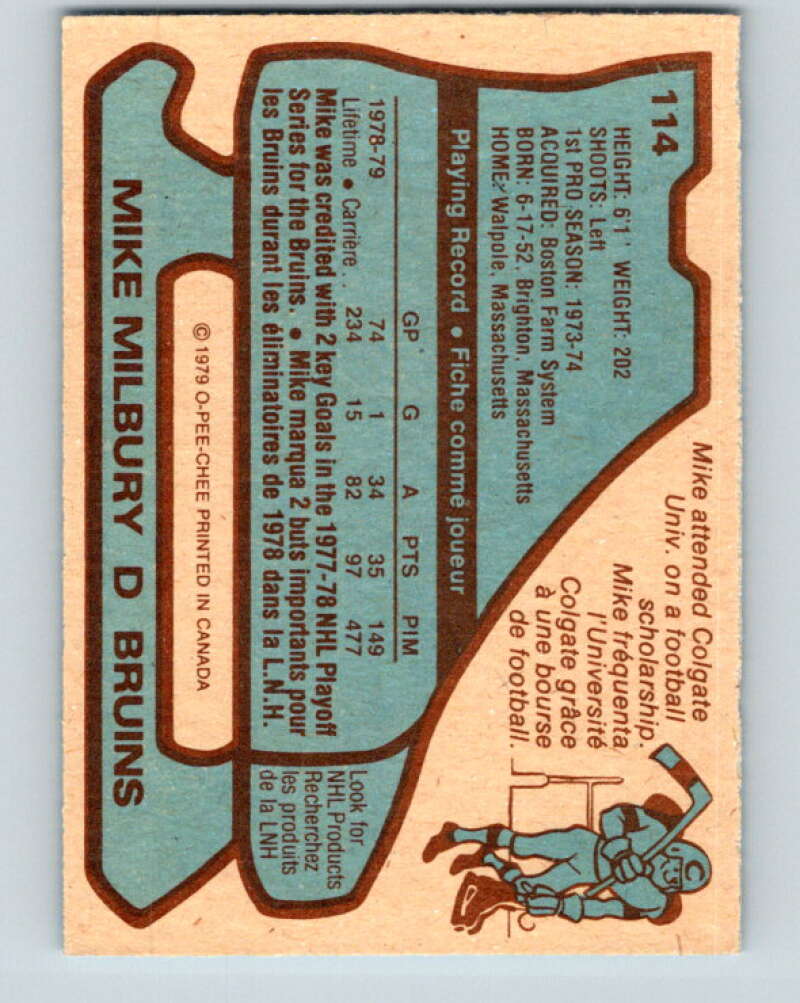 114
HEIGHT: 6'1' WEIGHT: 202
SHOOTS: Left
1st PRO SEASON: 1973-74
ACQUIRED: Boston Farm System
BORN: 6-17-52, Brighton, Massachusetts
HOME: Walpole, Massachusetts
Mike attended Colgate
Univ. on a football
scholarship.
Mike fréquenta
l'Université
Colgate grâce
à une bourse
de football.
Playing Record • Fiche comme joueur
GP G A PTS PIM
1978-79 74 1 34 35 149
Lifetime • Carrière . . 234 15 82 97 477
Mike was credited with 2 key Goals in the 1977-78 NHL Playoff
Series for the Bruins. • Mike marqua 2 buts importants pour
les Bruins durant les éliminatoires de 1978 dans la L.N.H.
Look for
NHL Products
Recherchez
les produits
de la LNH
© 1979 O-PEE-CHEE PRINTED IN CANADA
MIKE MILBURY D BRUINS
C